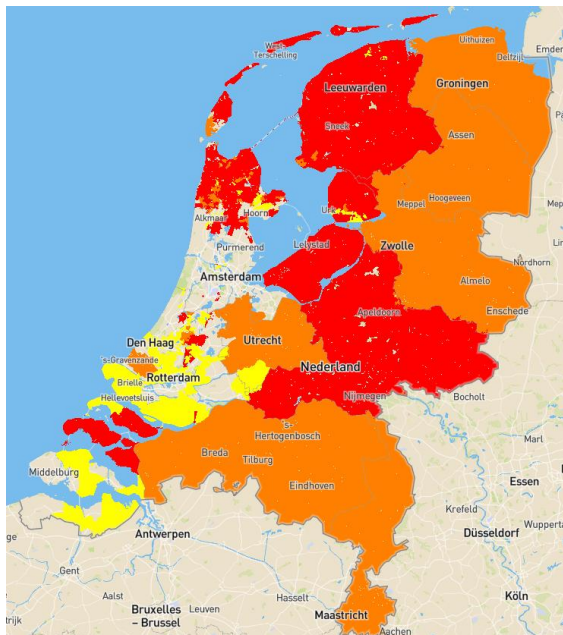 Uithuizen
West-
Terschelling
Delfzijl
Emden
Leeuwarden
Groningen
Sneek
Assen
Hoogeveen
Meppel
Urk
Alkmaar
Hoorn
Purmerend
Lelystad
Zwolle
Nordhorn
Amsterdam
Almelo
Enschede
Apeldoorn
Den Haag
Utrecht
's-Gravenzande
Rotterdam
Nederland
Brielle
Hellevoetsluis
Nijmegen
Bocholt
's-
Hertogenbosch
Marl
Breda
Tilburg
Middelburg
Eindhoven
Essen
Krefeld
Antwerpen
Düsseldorf
Gent
Hasselt
Aalst
Leuven
Bruxelles
– Brussel
Köln
Maastricht
Aachen